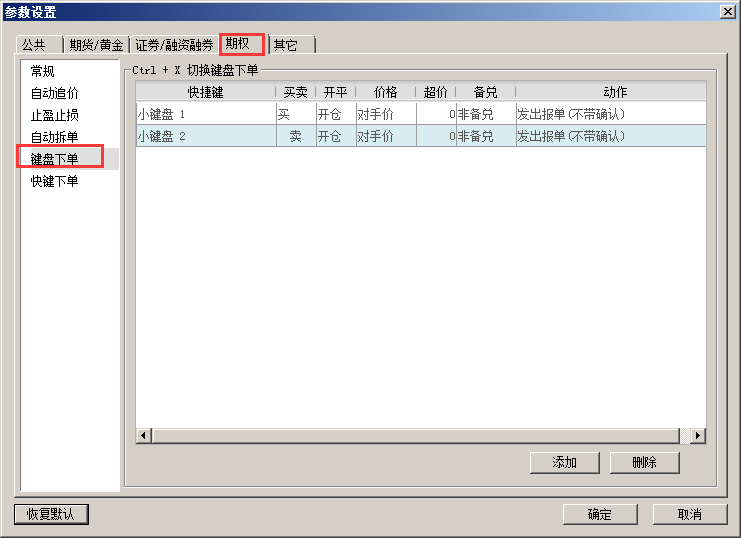 参数设置
公共 期货/黄金 证券/融资融券 期权 其它
常规
自动追价
止盈止损
自动拆单
键盘下单
快键下单
Ctrl + X 切换键盘下单
快捷键 买卖 开平 价格 超价 备兑 动作
小键盘 1 买 开仓 对手价 0 非备兑 发出报单(不带确认)
小键盘 2 卖 开仓 对手价 0 非备兑 发出报单(不带确认)
添加 删除
恢复默认 确定 取消